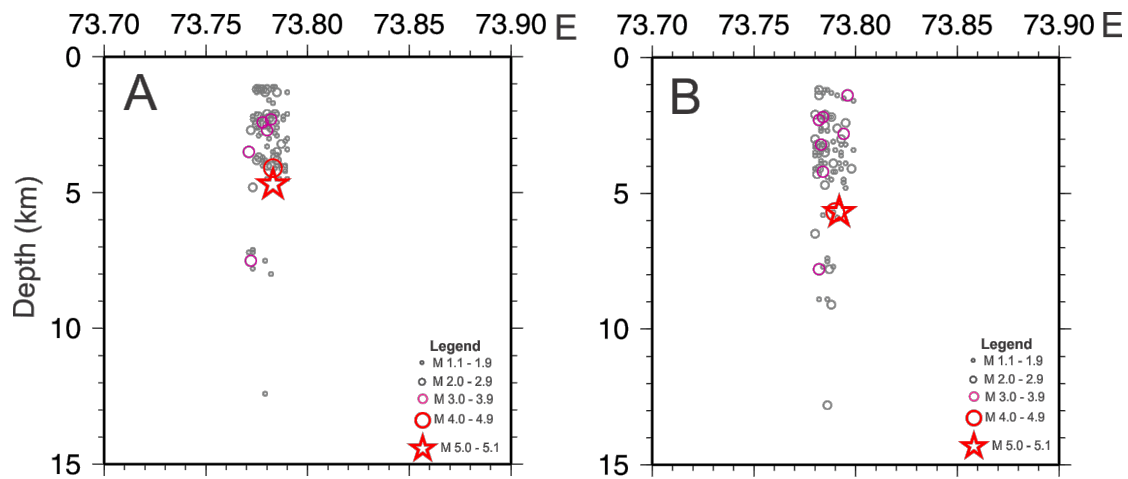 73.70 73.75 73.80 73.85 73.90 E
73.70 73.75 73.80 73.85 73.90 E
A
B
0
5
10
15
Depth (km)
0
5
10
15
Legend
M 1.1 - 1.9
M 2.0 - 2.9
M 3.0 - 3.9
M 4.0 - 4.9
M 5.0 - 5.1
Legend
M 1.1 - 1.9
M 2.0 - 2.9
M 3.0 - 3.9
M 4.0 - 4.9
M 5.0 - 5.1